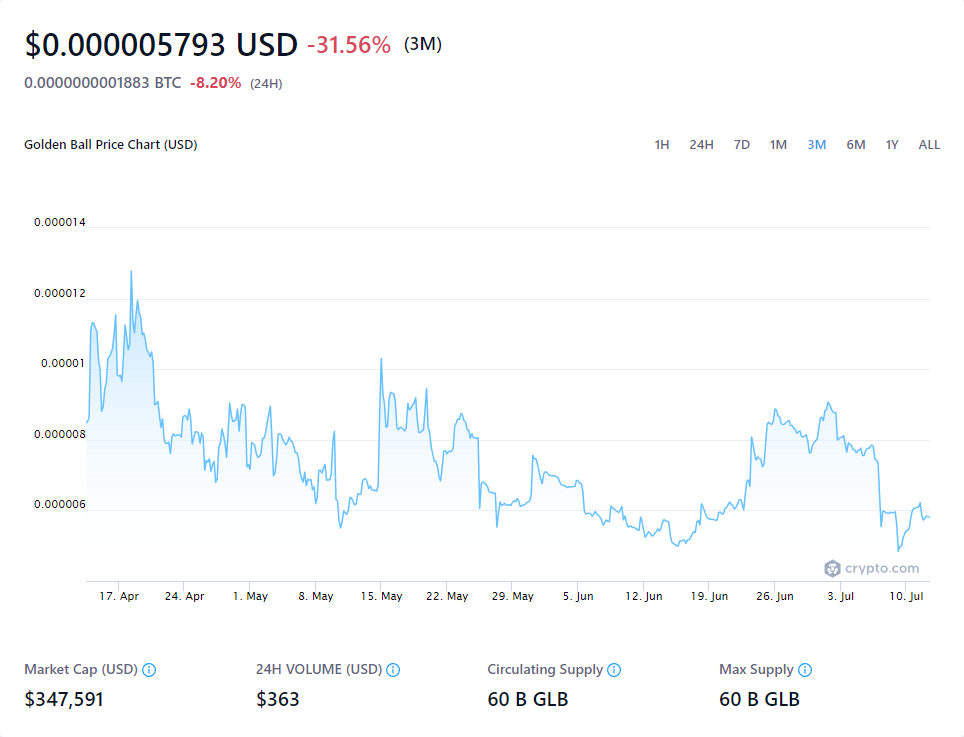 $0.000005793 USD -31.56% (3M)
0.0000000001883 BTC -8.20% (24H)
Golden Ball Price Chart (USD) 1H 24H 7D 1M 3M 6M 1Y ALL
0.000014
0.000012
0.00001
0.000008
0.000006
crypto.com
17. Apr 24. Apr 1. May 8. May 15. May 22. May 29. May 5. Jun 12. Jun 19. Jun 26. Jun 3. Jul 10. Jul
Market Cap (USD) 24H VOLUME (USD) Circulating Supply Max Supply
$347,591 $363 60 B GLB 60 B GLB